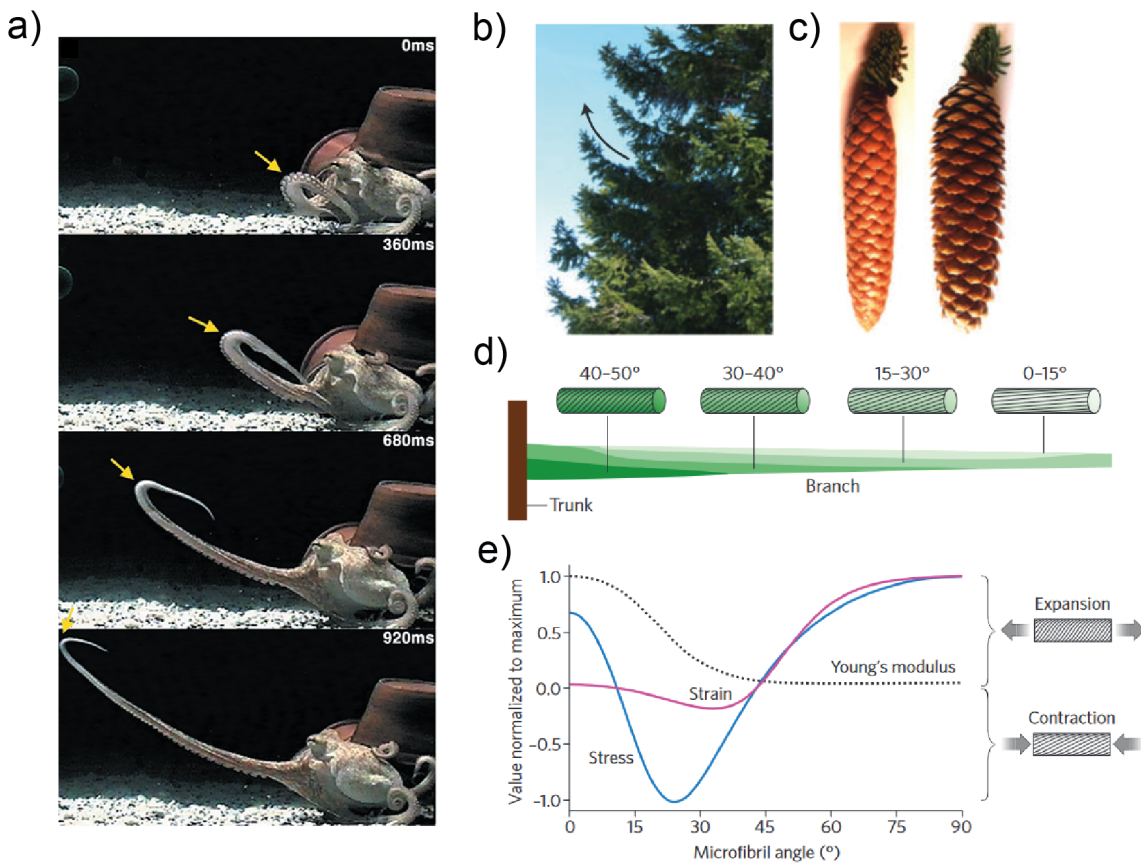 a)
0ms
360ms
680ms
920ms
b)
c)
d)
40–50°
30–40°
15–30°
0–15°
Branch
Trunk
e)
Value normalized to maximum
1.0
0.5
0.0
–0.5
–1.0
Young's modulus
Strain
Stress
0 15 30 45 60 75 90
Microfibril angle (°)
Expansion
Contraction